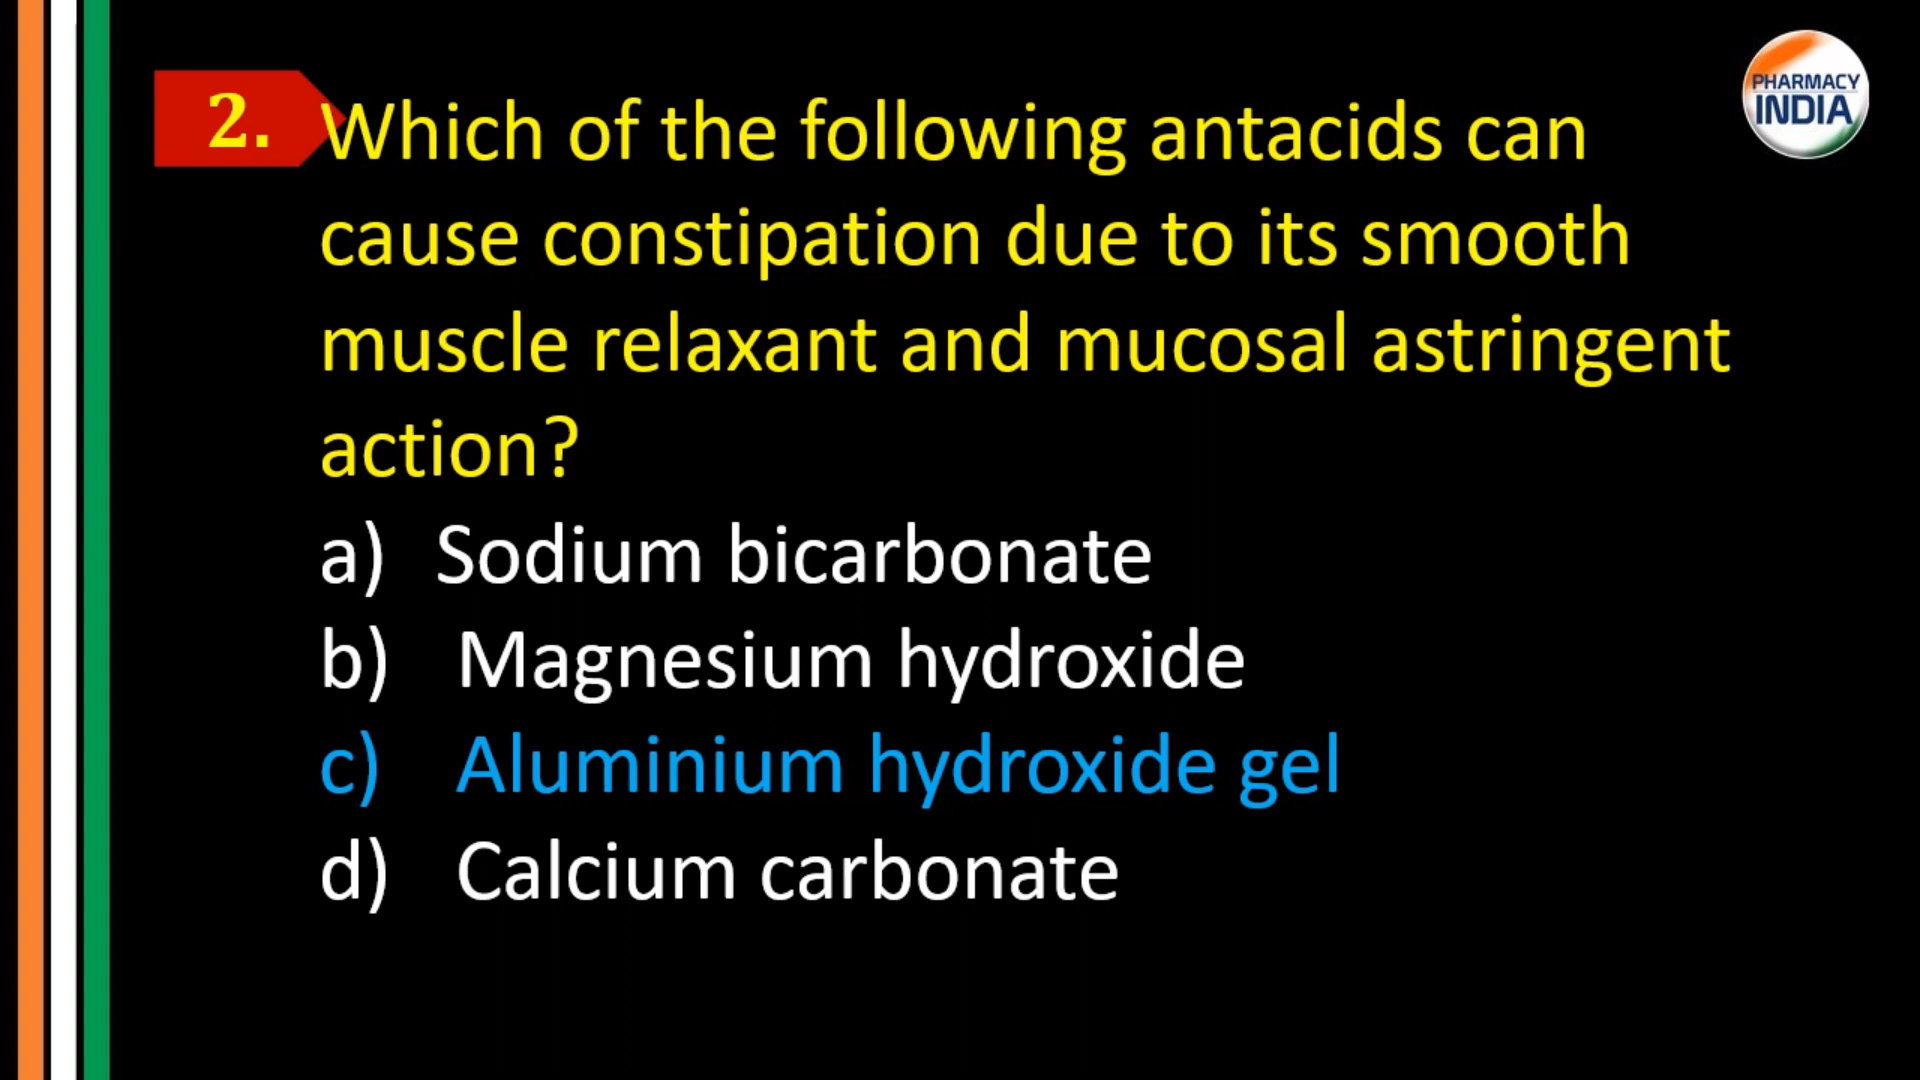 PHARMACY
INDIA
2. Which of the following antacids can
cause constipation due to its smooth
muscle relaxant and mucosal astringent
action?
a) Sodium bicarbonate
b) Magnesium hydroxide
c) Aluminium hydroxide gel
d) Calcium carbonate